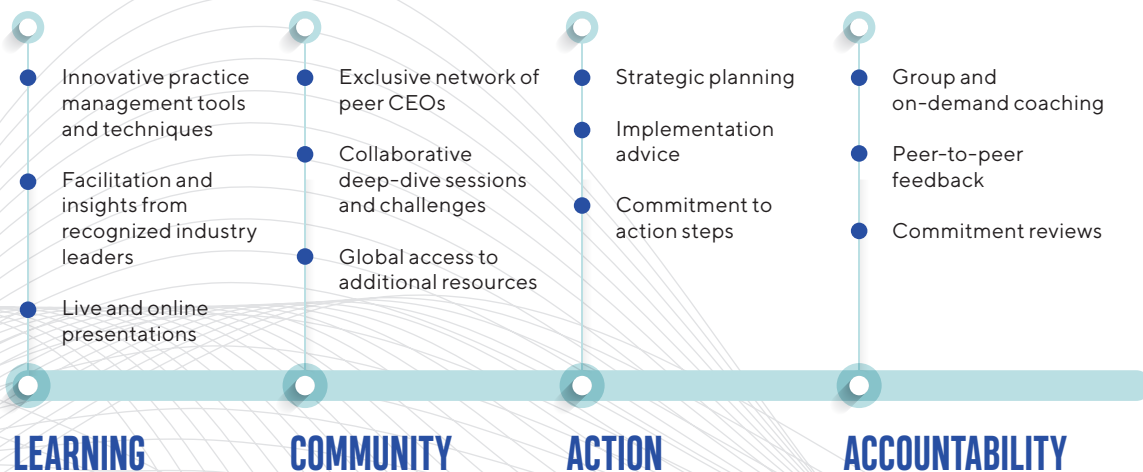 Innovative practice
management tools
and techniques
Facilitation and
insights from
recognized industry
leaders
Live and online
presentations
LEARNING
Exclusive network of
peer CEOs
Collaborative
deep-dive sessions
and challenges
Global access to
additional resources
COMMUNITY
Strategic planning
Implementation
advice
Commitment to
action steps
ACTION
Group and
on-demand coaching
Peer-to-peer
feedback
Commitment reviews
ACCOUNTABILITY